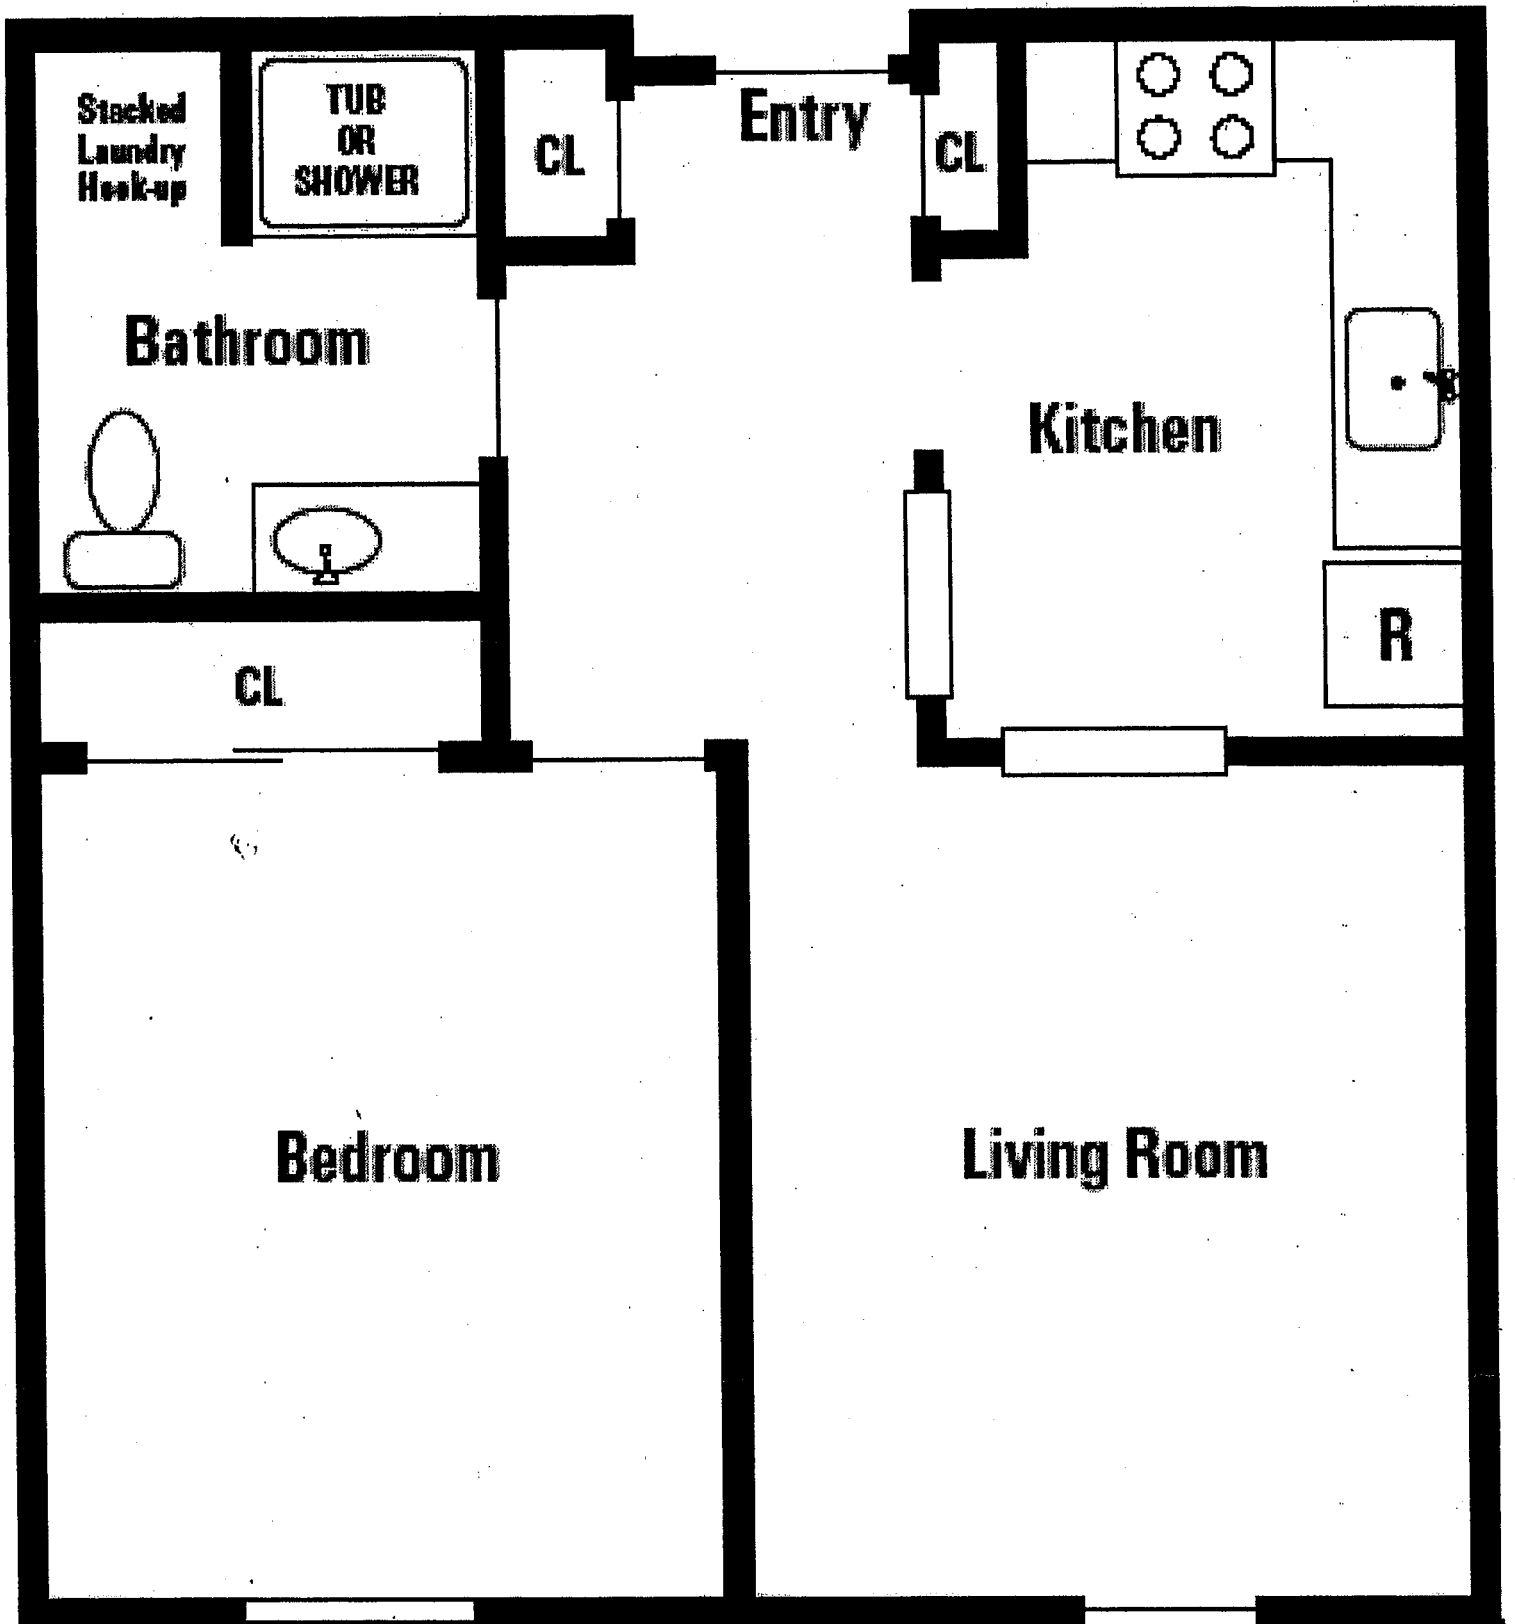 Stacked
Laundry
Hook-up
TUB
OR
SHOWER
CL
Entry
CL
Bathroom
Kitchen
R
CL
Bedroom
Living Room